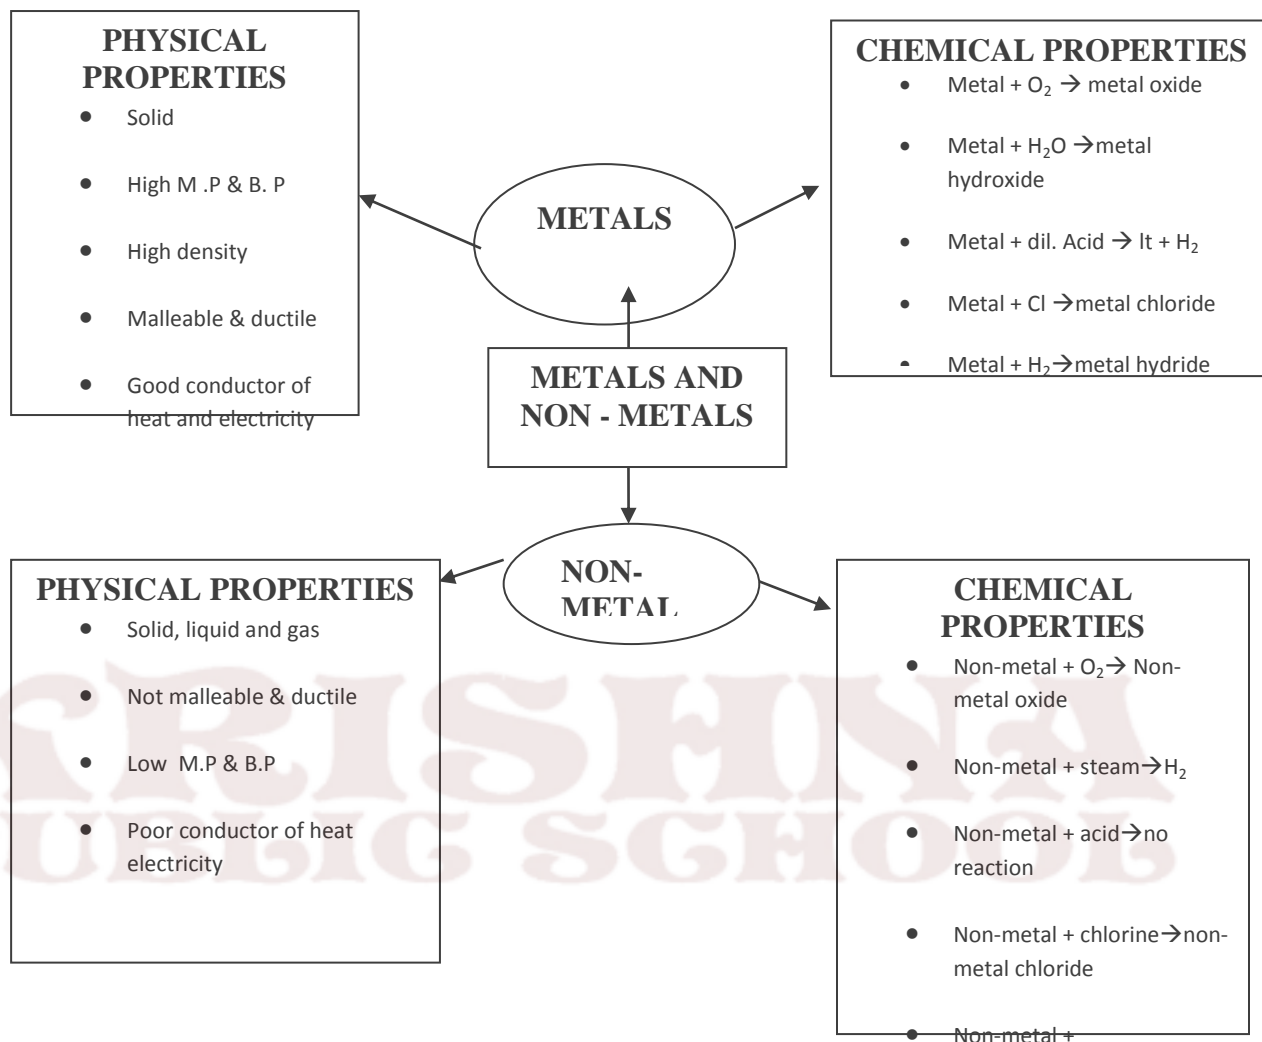 PHYSICAL
PROPERTIES
• Solid
• High M .P & B. P
• High density
• Malleable & ductile
• Good conductor of
heat and electricity
METALS
CHEMICAL PROPERTIES
• Metal + O₂ → metal oxide
• Metal + H₂O →metal
hydroxide
• Metal + dil. Acid → lt + H₂
• Metal + Cl →metal chloride
• Metal + H₂→metal hydride
METALS AND
NON - METALS
NON-
METAL
PHYSICAL PROPERTIES
• Solid, liquid and gas
• Not malleable & ductile
• Low M.P & B.P
• Poor conductor of heat
electricity
CHEMICAL
PROPERTIES
• Non-metal + O₂→ Non-
metal oxide
• Non-metal + steam→H₂
• Non-metal + acid→no
reaction
• Non-metal + chlorine→non-
metal chloride
• Non-metal +
KRISHNA
PUBLIC SCHOOL